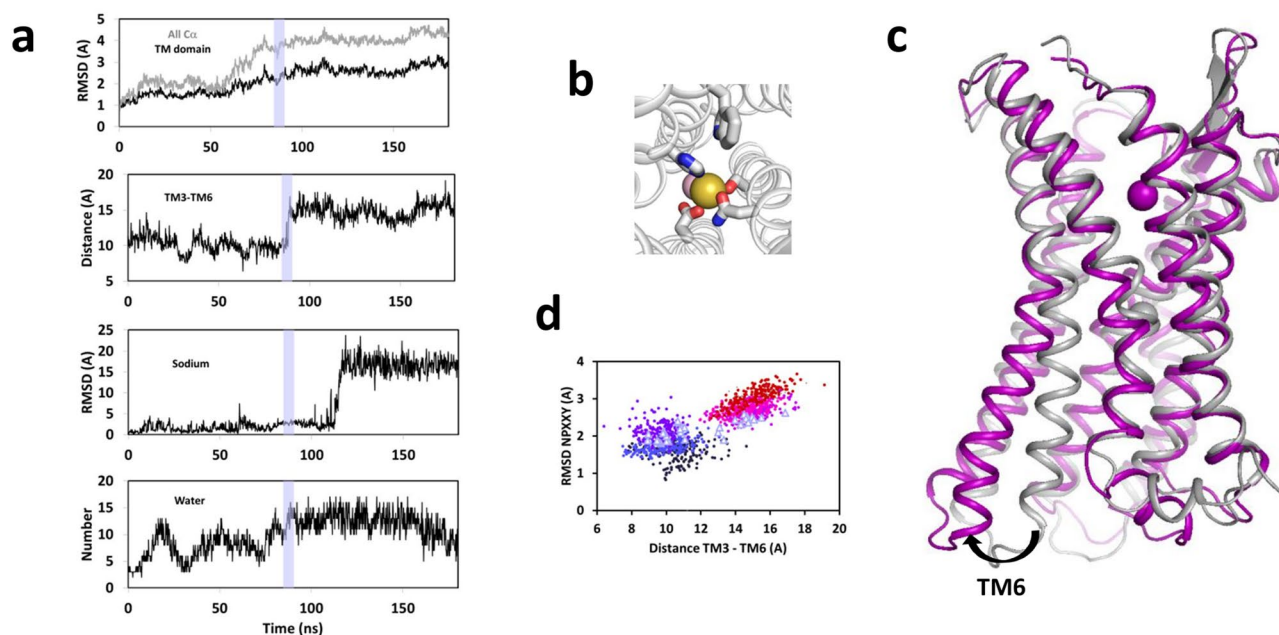 a
RMSD (A)
5
4
3
2
1
0
All Cα
TM domain
0
50
100
150
Distance (A)
20
15
10
5
TM3-TM6
0
50
100
150
RMSD (A)
25
20
15
10
5
0
Sodium
0
50
100
150
Number
20
15
10
5
0
Water
0
50
100
150
Time (ns)
b
c
TM6
d
RMSD NPXXY (A)
4
3
2
1
0
6
8
10
12
14
16
18
20
Distance TM3 - TM6 (A)